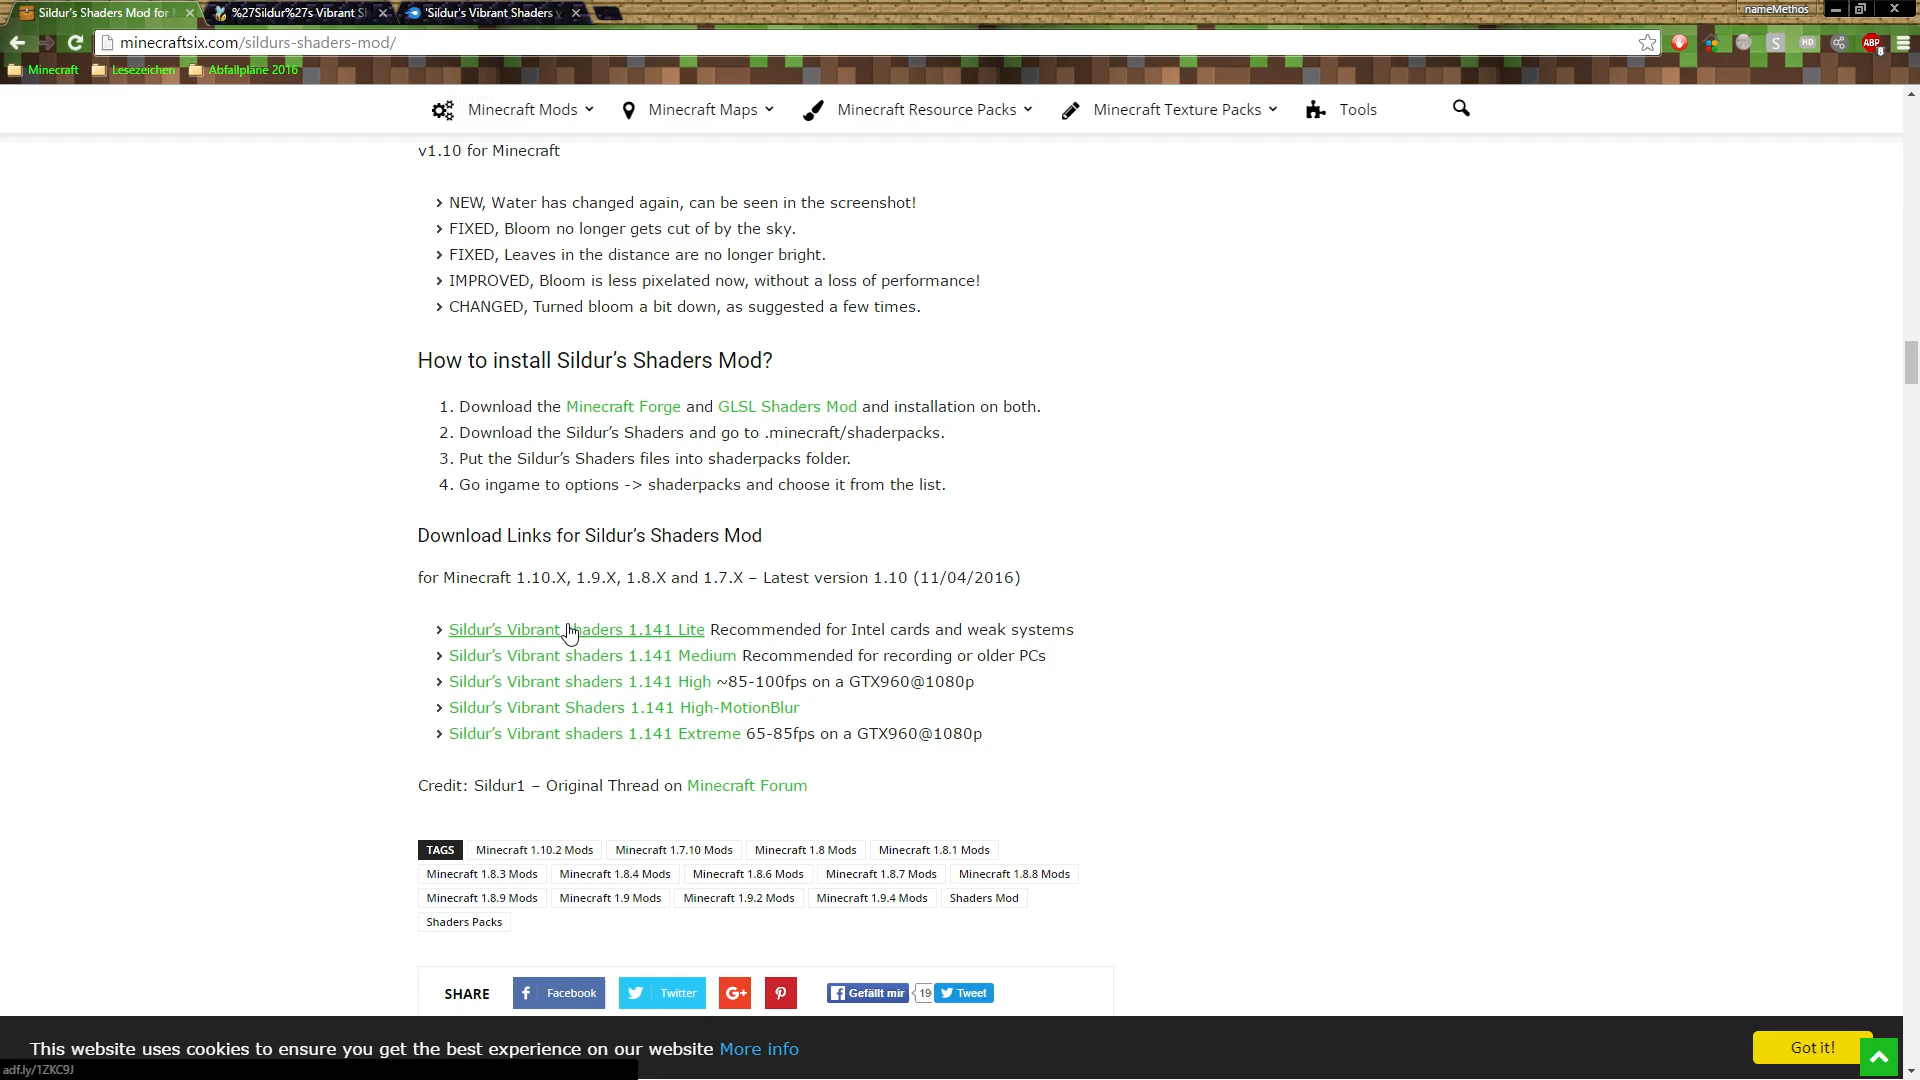 Sildur's Shaders Mod for
%27Sildur%27s Vibrant S
'Sildur's Vibrant Shaders
nameMethos
minecraftsix.com/sildurs-shaders-mod/
S
HD
ABP
8
Minecraft
Lesezeichen
Abfallpläne 2016
Minecraft Mods
Minecraft Maps
Minecraft Resource Packs
Minecraft Texture Packs
Tools
v1.10 for Minecraft
NEW, Water has changed again, can be seen in the screenshot!
FIXED, Bloom no longer gets cut of by the sky.
FIXED, Leaves in the distance are no longer bright.
IMPROVED, Bloom is less pixelated now, without a loss of performance!
CHANGED, Turned bloom a bit down, as suggested a few times.
How to install Sildur’s Shaders Mod?
1. Download the Minecraft Forge and GLSL Shaders Mod and installation on both.
2. Download the Sildur’s Shaders and go to .minecraft/shaderpacks.
3. Put the Sildur’s Shaders files into shaderpacks folder.
4. Go ingame to options -> shaderpacks and choose it from the list.
Download Links for Sildur’s Shaders Mod
for Minecraft 1.10.X, 1.9.X, 1.8.X and 1.7.X – Latest version 1.10 (11/04/2016)
Sildur’s Vibrant shaders 1.141 Lite Recommended for Intel cards and weak systems
Sildur’s Vibrant shaders 1.141 Medium Recommended for recording or older PCs
Sildur’s Vibrant shaders 1.141 High ~85-100fps on a GTX960@1080p
Sildur’s Vibrant Shaders 1.141 High-MotionBlur
Sildur’s Vibrant shaders 1.141 Extreme 65-85fps on a GTX960@1080p
Credit: Sildur1 – Original Thread on Minecraft Forum
TAGS Minecraft 1.10.2 Mods Minecraft 1.7.10 Mods Minecraft 1.8 Mods Minecraft 1.8.1 Mods
Minecraft 1.8.3 Mods Minecraft 1.8.4 Mods Minecraft 1.8.6 Mods Minecraft 1.8.7 Mods Minecraft 1.8.8 Mods
Minecraft 1.8.9 Mods Minecraft 1.9 Mods Minecraft 1.9.2 Mods Minecraft 1.9.4 Mods Shaders Mod
Shaders Packs
SHARE Facebook Twitter G+ Gefällt mir 19 Tweet
This website uses cookies to ensure you get the best experience on our website More info
Got it!
adf.ly/1ZKC9J